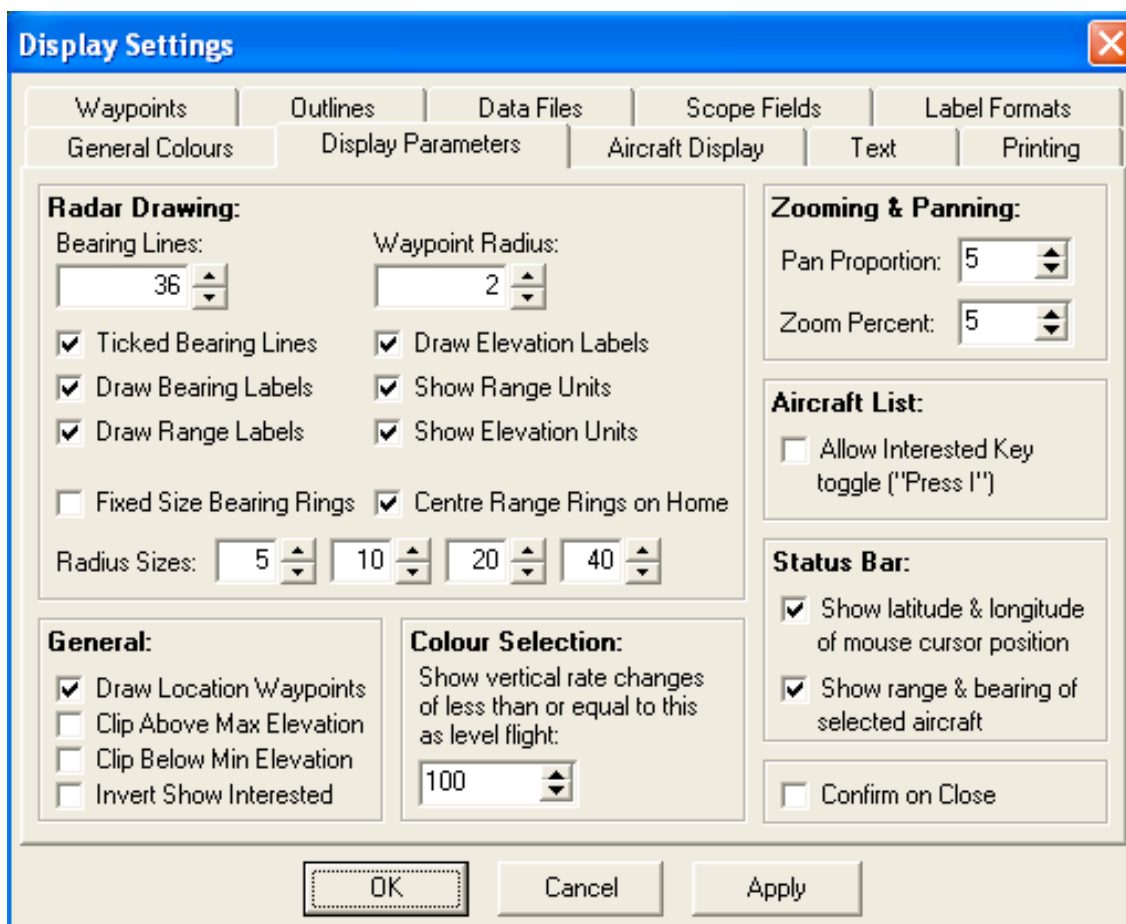 Display Settings
Waypoints
Outlines
Data Files
Scope Fields
Label Formats
General Colours
Display Parameters
Aircraft Display
Text
Printing
Radar Drawing:
Bearing Lines:
36
Waypoint Radius:
2
Ticked Bearing Lines
Draw Elevation Labels
Draw Bearing Labels
Show Range Units
Draw Range Labels
Show Elevation Units
Fixed Size Bearing Rings
Centre Range Rings on Home
Radius Sizes: 5 10 20 40
Zooming & Panning:
Pan Proportion: 5
Zoom Percent: 5
Aircraft List:
Allow Interested Key
toggle ("Press I")
Status Bar:
Show latitude & longitude
of mouse cursor position
Show range & bearing of
selected aircraft
General:
Draw Location Waypoints
Clip Above Max Elevation
Clip Below Min Elevation
Invert Show Interested
Colour Selection:
Show vertical rate changes
of less than or equal to this
as level flight:
100
Confirm on Close
OK
Cancel
Apply